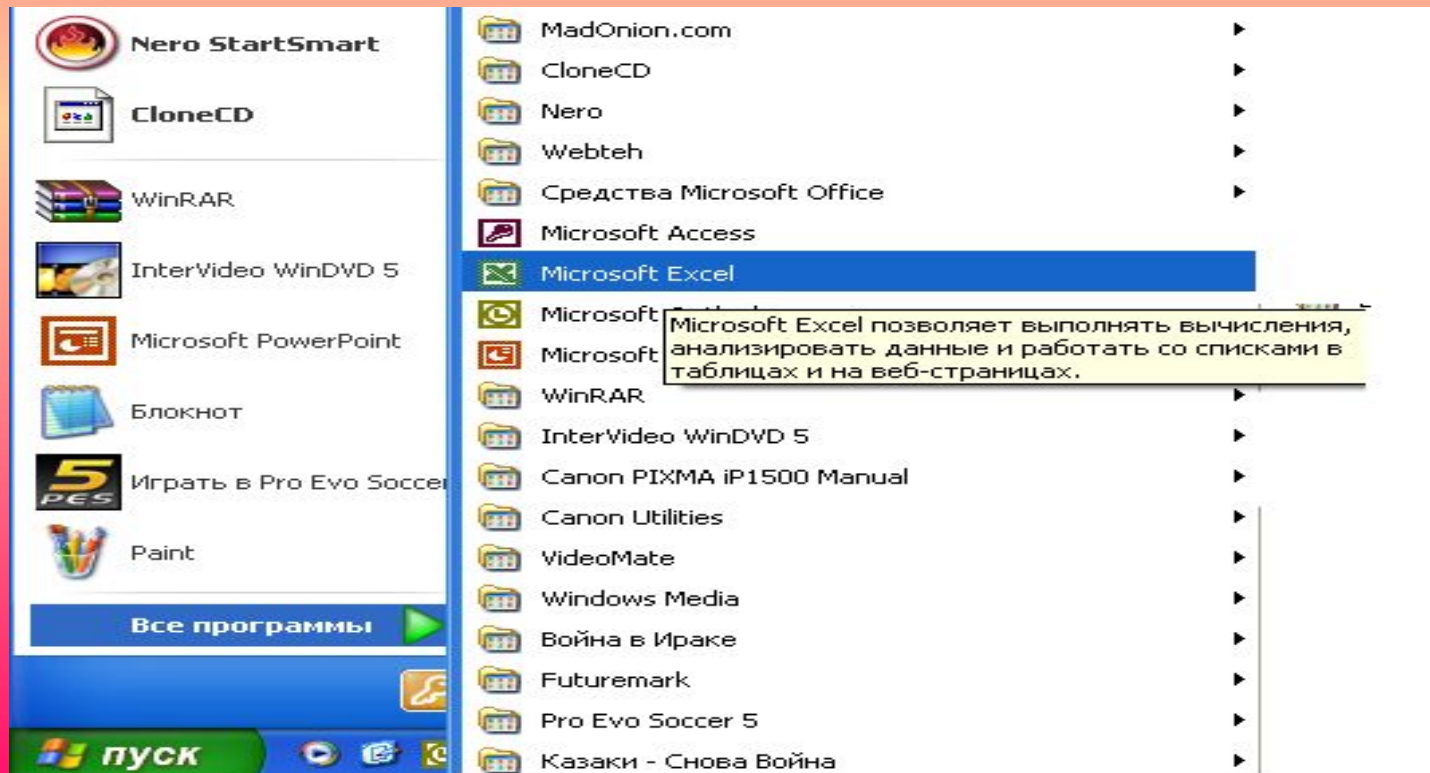 Nero StartSmart
CloneCD
WinRAR
InterVideo WinDVD 5
Microsoft PowerPoint
Блокнот
5
PES
Играть в Pro Evo Soccer
Paint
Все программы
пуск
MadOnion.com
CloneCD
Nero
Webteh
Средства Microsoft Office
Microsoft Access
Microsoft Excel
Microsoft
Microsoft
Microsoft Excel позволяет выполнять вычисления,
анализировать данные и работать со списками в
таблицах и на веб-страницах.
WinRAR
InterVideo WinDVD 5
Canon PIXMA iP1500 Manual
Canon Utilities
VideoMate
Windows Media
Война в Ираке
Futuremark
Pro Evo Soccer 5
Казаки - Снова Война